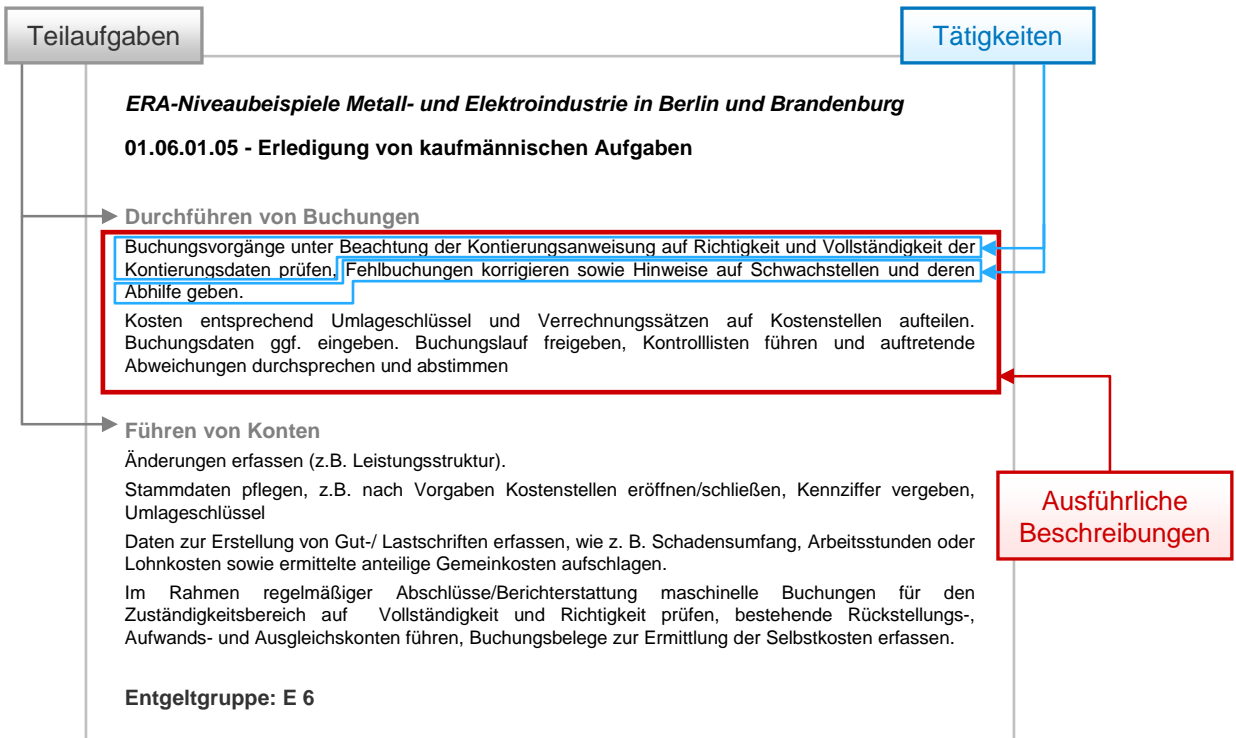 Teilaufgaben
Tätigkeiten
ERA-Niveaubeispiele Metall- und Elektroindustrie in Berlin und Brandenburg
01.06.01.05 - Erledigung von kaufmännischen Aufgaben
Durchführen von Buchungen
Buchungsvorgänge unter Beachtung der Kontierungsanweisung auf Richtigkeit und Vollständigkeit der
Kontierungsdaten prüfen, Fehlbuchungen korrigieren sowie Hinweise auf Schwachstellen und deren
Abhilfe geben.
Kosten entsprechend Umlageschlüssel und Verrechnungssätzen auf Kostenstellen aufteilen.
Buchungsdaten ggf. eingeben. Buchungslauf freigeben, Kontrolllisten führen und auftretende
Abweichungen durchsprechen und abstimmen
Führen von Konten
Änderungen erfassen (z.B. Leistungsstruktur).
Stammdaten pflegen, z.B. nach Vorgaben Kostenstellen eröffnen/schließen, Kennziffer vergeben,
Umlageschlüssel
Daten zur Erstellung von Gut-/ Lastschriften erfassen, wie z. B. Schadensumfang, Arbeitsstunden oder
Lohnkosten sowie ermittelte anteilige Gemeinkosten aufschlagen.
Im Rahmen regelmäßiger Abschlüsse/Berichterstattung maschinelle Buchungen für den
Zuständigkeitsbereich auf Vollständigkeit und Richtigkeit prüfen, bestehende Rückstellungs-,
Aufwands- und Ausgleichskonten führen, Buchungsbelege zur Ermittlung der Selbstkosten erfassen.
Entgeltgruppe: E 6
Ausführliche
Beschreibungen